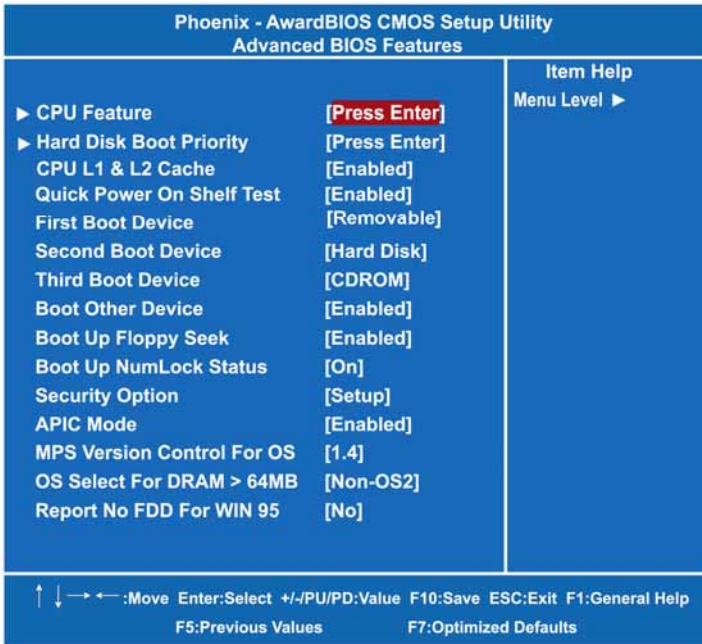 Phoenix - AwardBIOS CMOS Setup Utility
Advanced BIOS Features
Item Help
Menu Level ▶
▶ CPU Feature [Press Enter]
▶ Hard Disk Boot Priority [Press Enter]
CPU L1 & L2 Cache [Enabled]
Quick Power On Shelf Test [Enabled]
First Boot Device [Removable]
Second Boot Device [Hard Disk]
Third Boot Device [CDROM]
Boot Other Device [Enabled]
Boot Up Floppy Seek [Enabled]
Boot Up NumLock Status [On]
Security Option [Setup]
APIC Mode [Enabled]
MPS Version Control For OS [1.4]
OS Select For DRAM > 64MB [Non-OS2]
Report No FDD For WIN 95 [No]
↑ ↓ → ← :Move Enter:Select +/-/PU/PD:Value F10:Save ESC:Exit F1:General Help
F5:Previous Values F7:Optimized Defaults